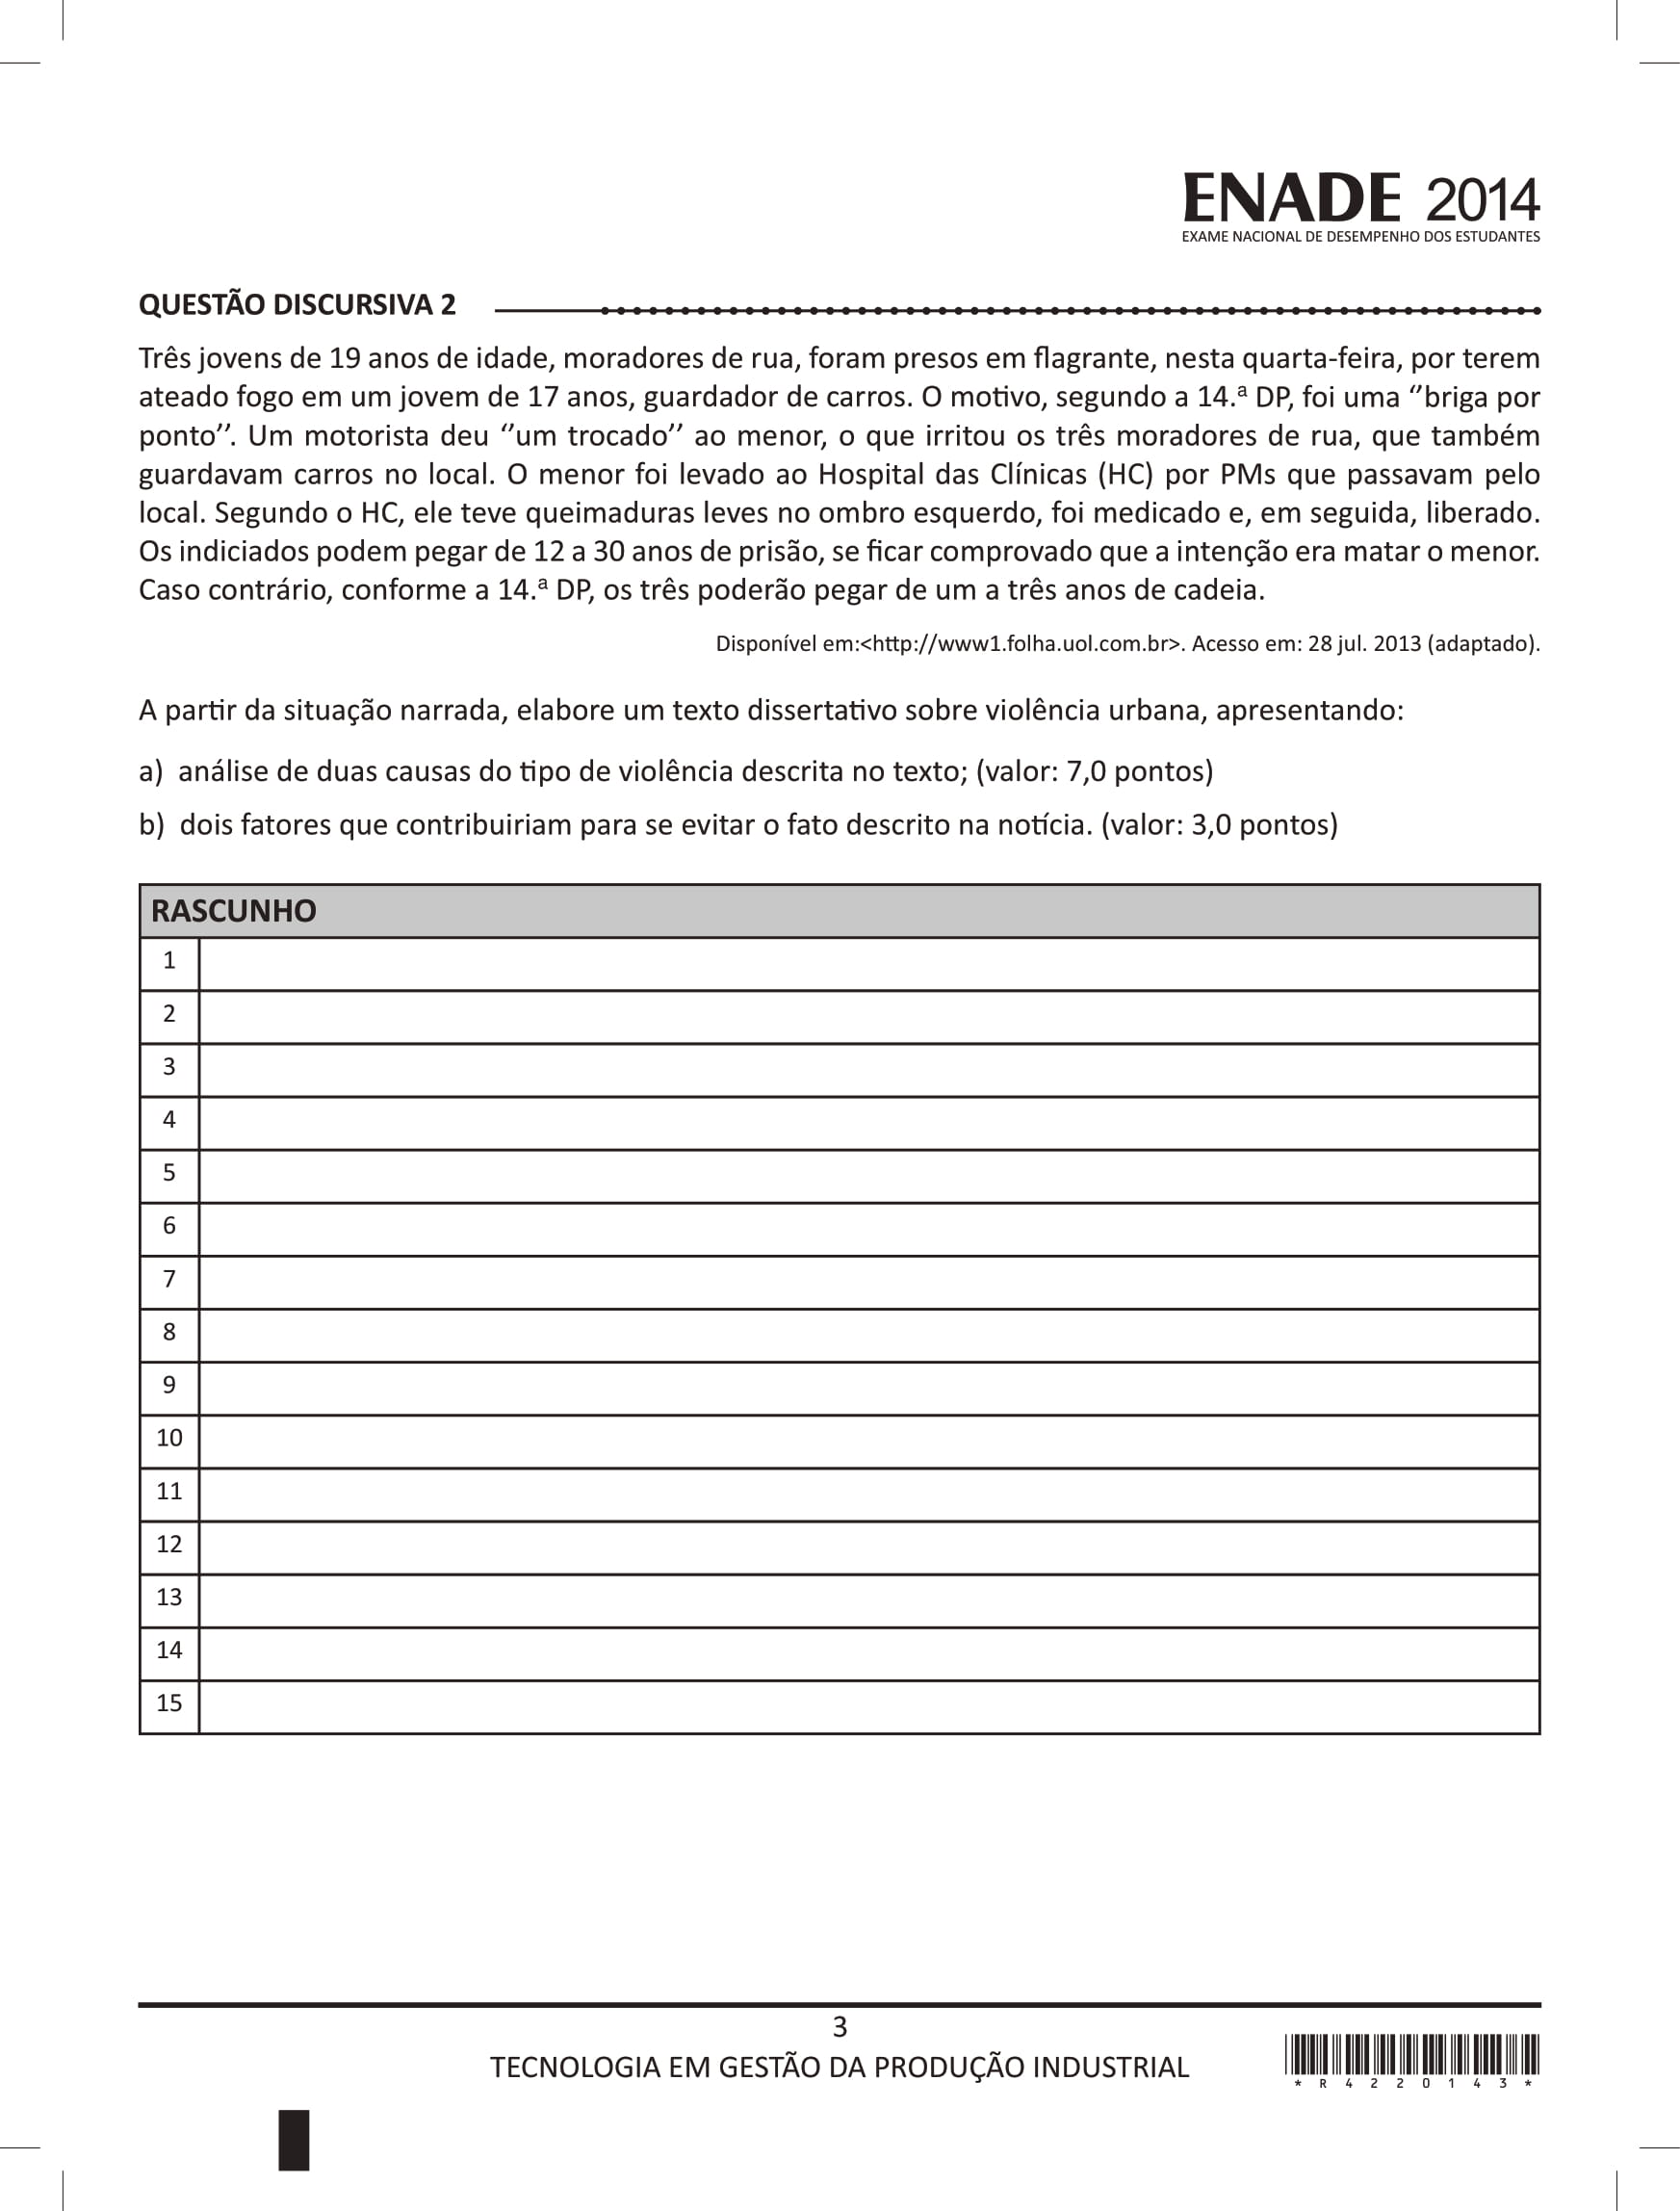 ENADE 2014
EXAME NACIONAL DE DESEMPENHO DOS ESTUDANTES
QUESTÃO DISCURSIVA 2
Três jovens de 19 anos de idade, moradores de rua, foram presos em flagrante, nesta quarta-feira, por terem
ateado fogo em um jovem de 17 anos, guardador de carros. O motivo, segundo a 14.ª DP, foi uma ‘’briga por
ponto’’. Um motorista deu ‘’um trocado’’ ao menor, o que irritou os três moradores de rua, que também
guardavam carros no local. O menor foi levado ao Hospital das Clínicas (HC) por PMs que passavam pelo
local. Segundo o HC, ele teve queimaduras leves no ombro esquerdo, foi medicado e, em seguida, liberado.
Os indiciados podem pegar de 12 a 30 anos de prisão, se ficar comprovado que a intenção era matar o menor.
Caso contrário, conforme a 14.ª DP, os três poderão pegar de um a três anos de cadeia.
Disponível em:<http://www1.folha.uol.com.br>. Acesso em: 28 jul. 2013 (adaptado).
A partir da situação narrada, elabore um texto dissertativo sobre violência urbana, apresentando:
a) análise de duas causas do tipo de violência descrita no texto; (valor: 7,0 pontos)
b) dois fatores que contribuiriam para se evitar o fato descrito na notícia. (valor: 3,0 pontos)
RASCUNHO
1
2
3
4
5
6
7
8
9
10
11
12
13
14
15
3
TECNOLOGIA EM GESTÃO DA PRODUÇÃO INDUSTRIAL
* R 4 2 2 0 1 4 3 *